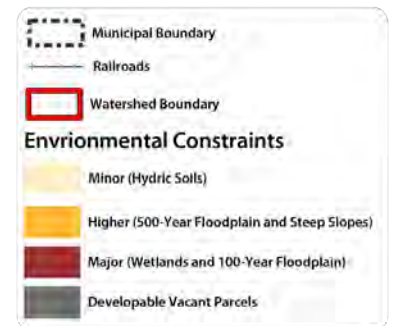 Municipal Boundary
Railroads
Watershed Boundary
Envrionmental Constraints
Minor (Hydric Soils)
Higher (500-Year Floodplain and Steep Slopes)
Major (Wetlands and 100-Year Floodplain)
Developable Vacant Parcels